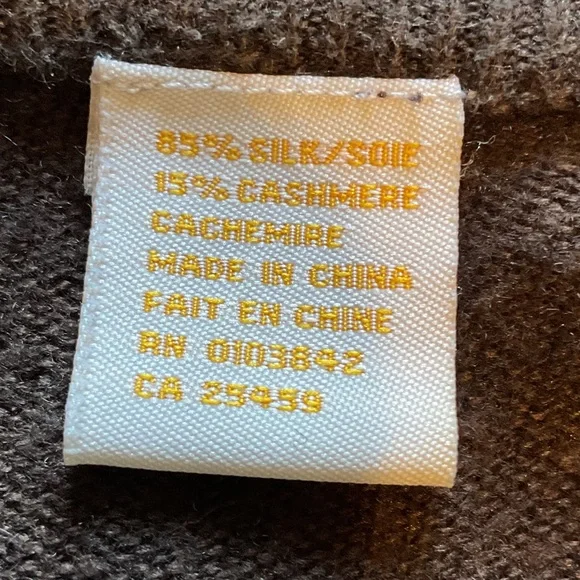 85% SILK/SOIE
15% CASHMERE
CACHEMIRE
MADE IN CHINA
FAIT EN CHINE
RN 0103842
CA 25459